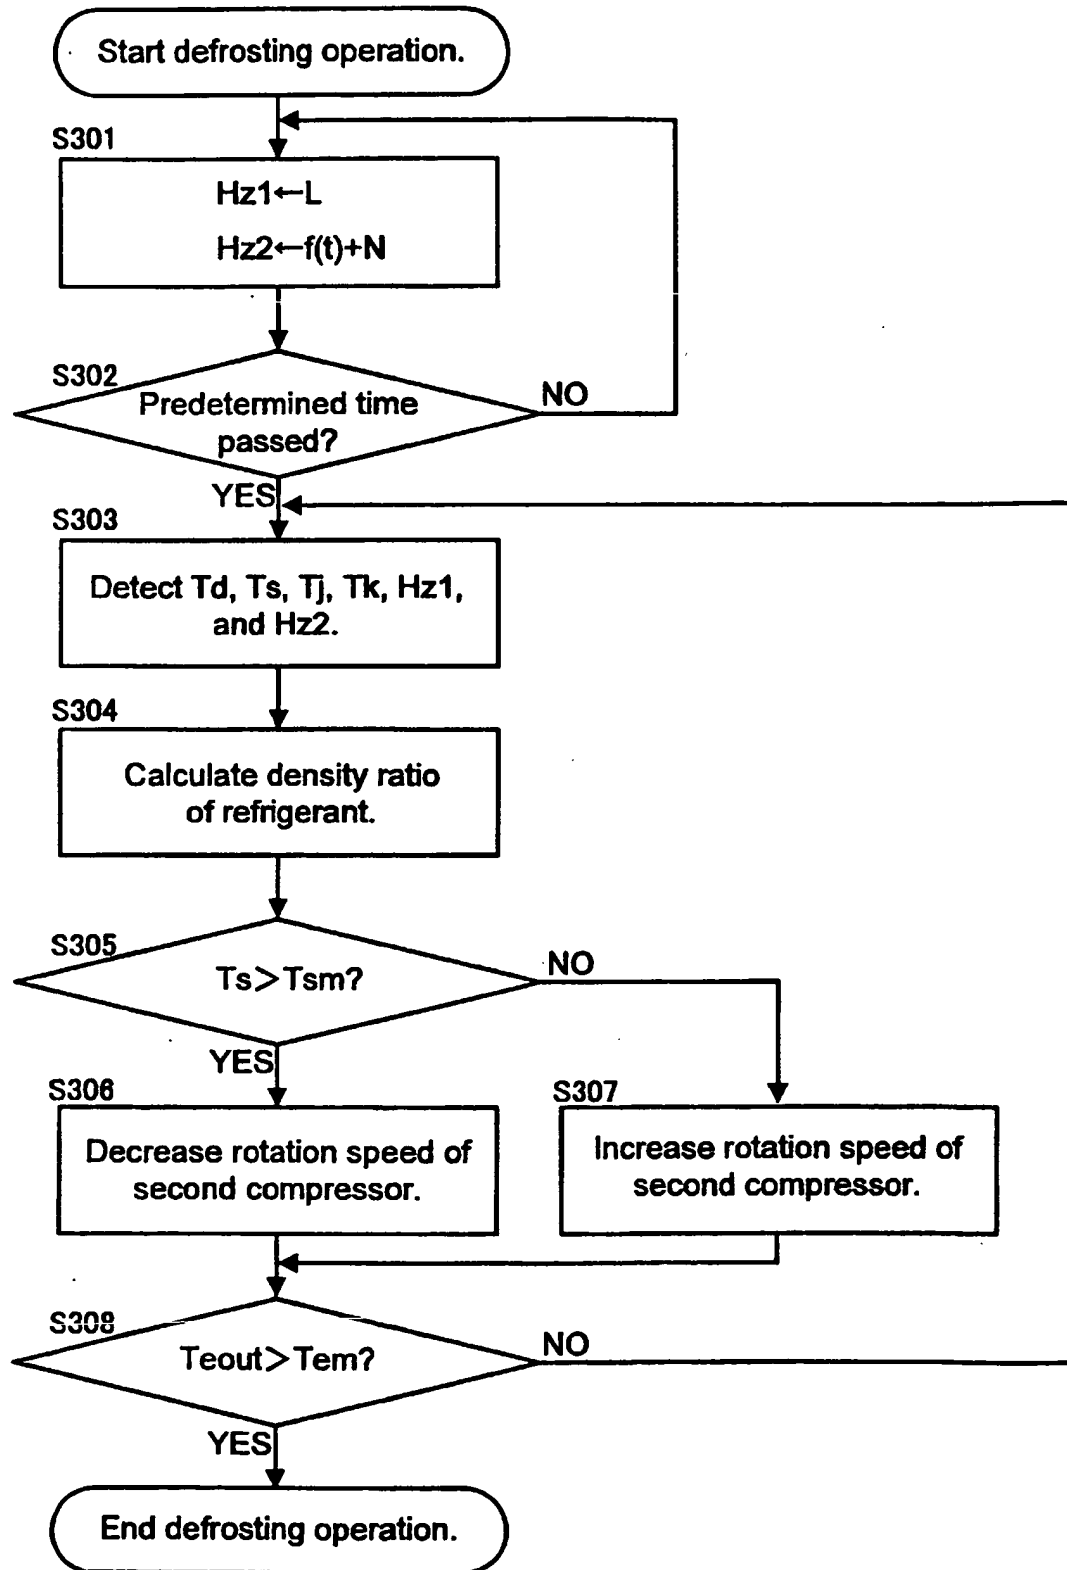 Start defrosting operation.
S301
Hz1←L
Hz2←f(t)+N
S302
Predetermined time
passed?
NO
YES
S303
Detect Td, Ts, Tj, Tk, Hz1,
and Hz2.
S304
Calculate density ratio
of refrigerant.
S305
Ts>Tsm?
NO
YES
S306
Decrease rotation speed of
second compressor.
S307
Increase rotation speed of
second compressor.
S308
Teout>Tem?
NO
YES
End defrosting operation.